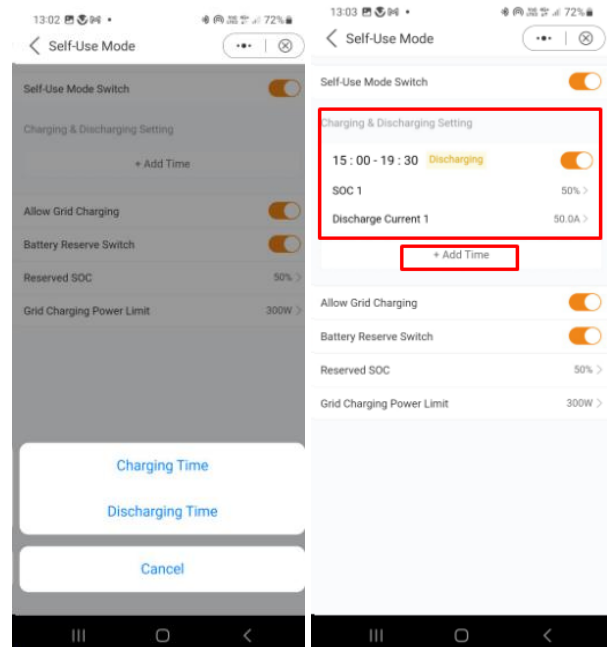 13:02
72%
Self-Use Mode
Self-Use Mode Switch
Charging & Discharging Setting
+ Add Time
Allow Grid Charging
Battery Reserve Switch
Reserved SOC 50%
Grid Charging Power Limit 300W
Charging Time
Discharging Time
Cancel
13:03
72%
Self-Use Mode
Self-Use Mode Switch
Charging & Discharging Setting
15 : 00 - 19 : 30 Discharging
SOC 1 50%
Discharge Current 1 50.0A
+ Add Time
Allow Grid Charging
Battery Reserve Switch
Reserved SOC 50%
Grid Charging Power Limit 300W